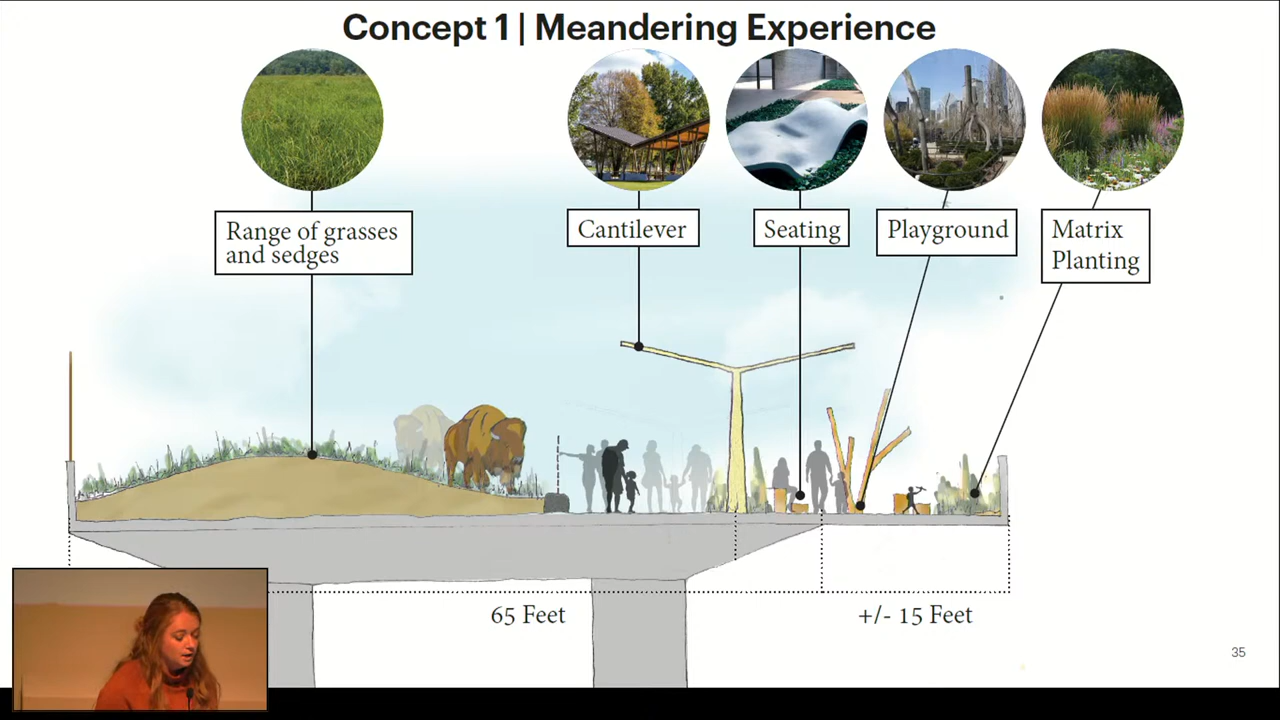 Concept 1 | Meandering Experience
Range of grasses
and sedges
Cantilever
Seating
Playground
Matrix
Planting
65 Feet
+/- 15 Feet
35